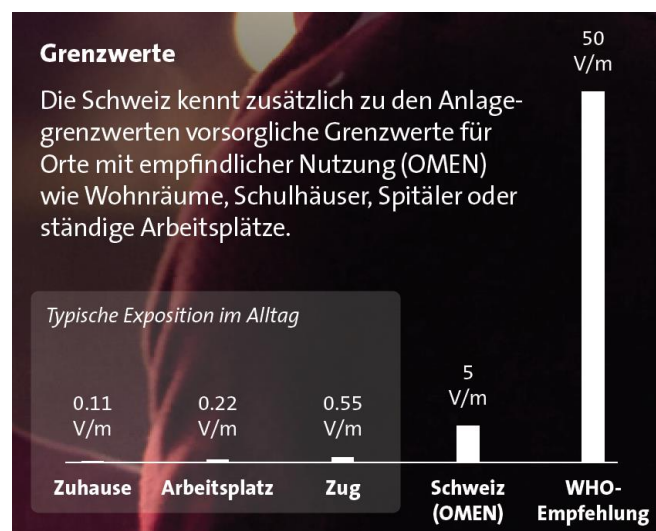 Grenzwerte
Die Schweiz kennt zusätzlich zu den Anlage-
grenzwerten vorsorgliche Grenzwerte für
Orte mit empfindlicher Nutzung (OMEN)
wie Wohnräume, Schulhäuser, Spitäler oder
ständige Arbeitsplätze.
50
V/m
Typische Exposition im Alltag
0.11
V/m
0.22
V/m
0.55
V/m
5
V/m
Zuhause
Arbeitsplatz
Zug
Schweiz
(OMEN)
WHO-
Empfehlung